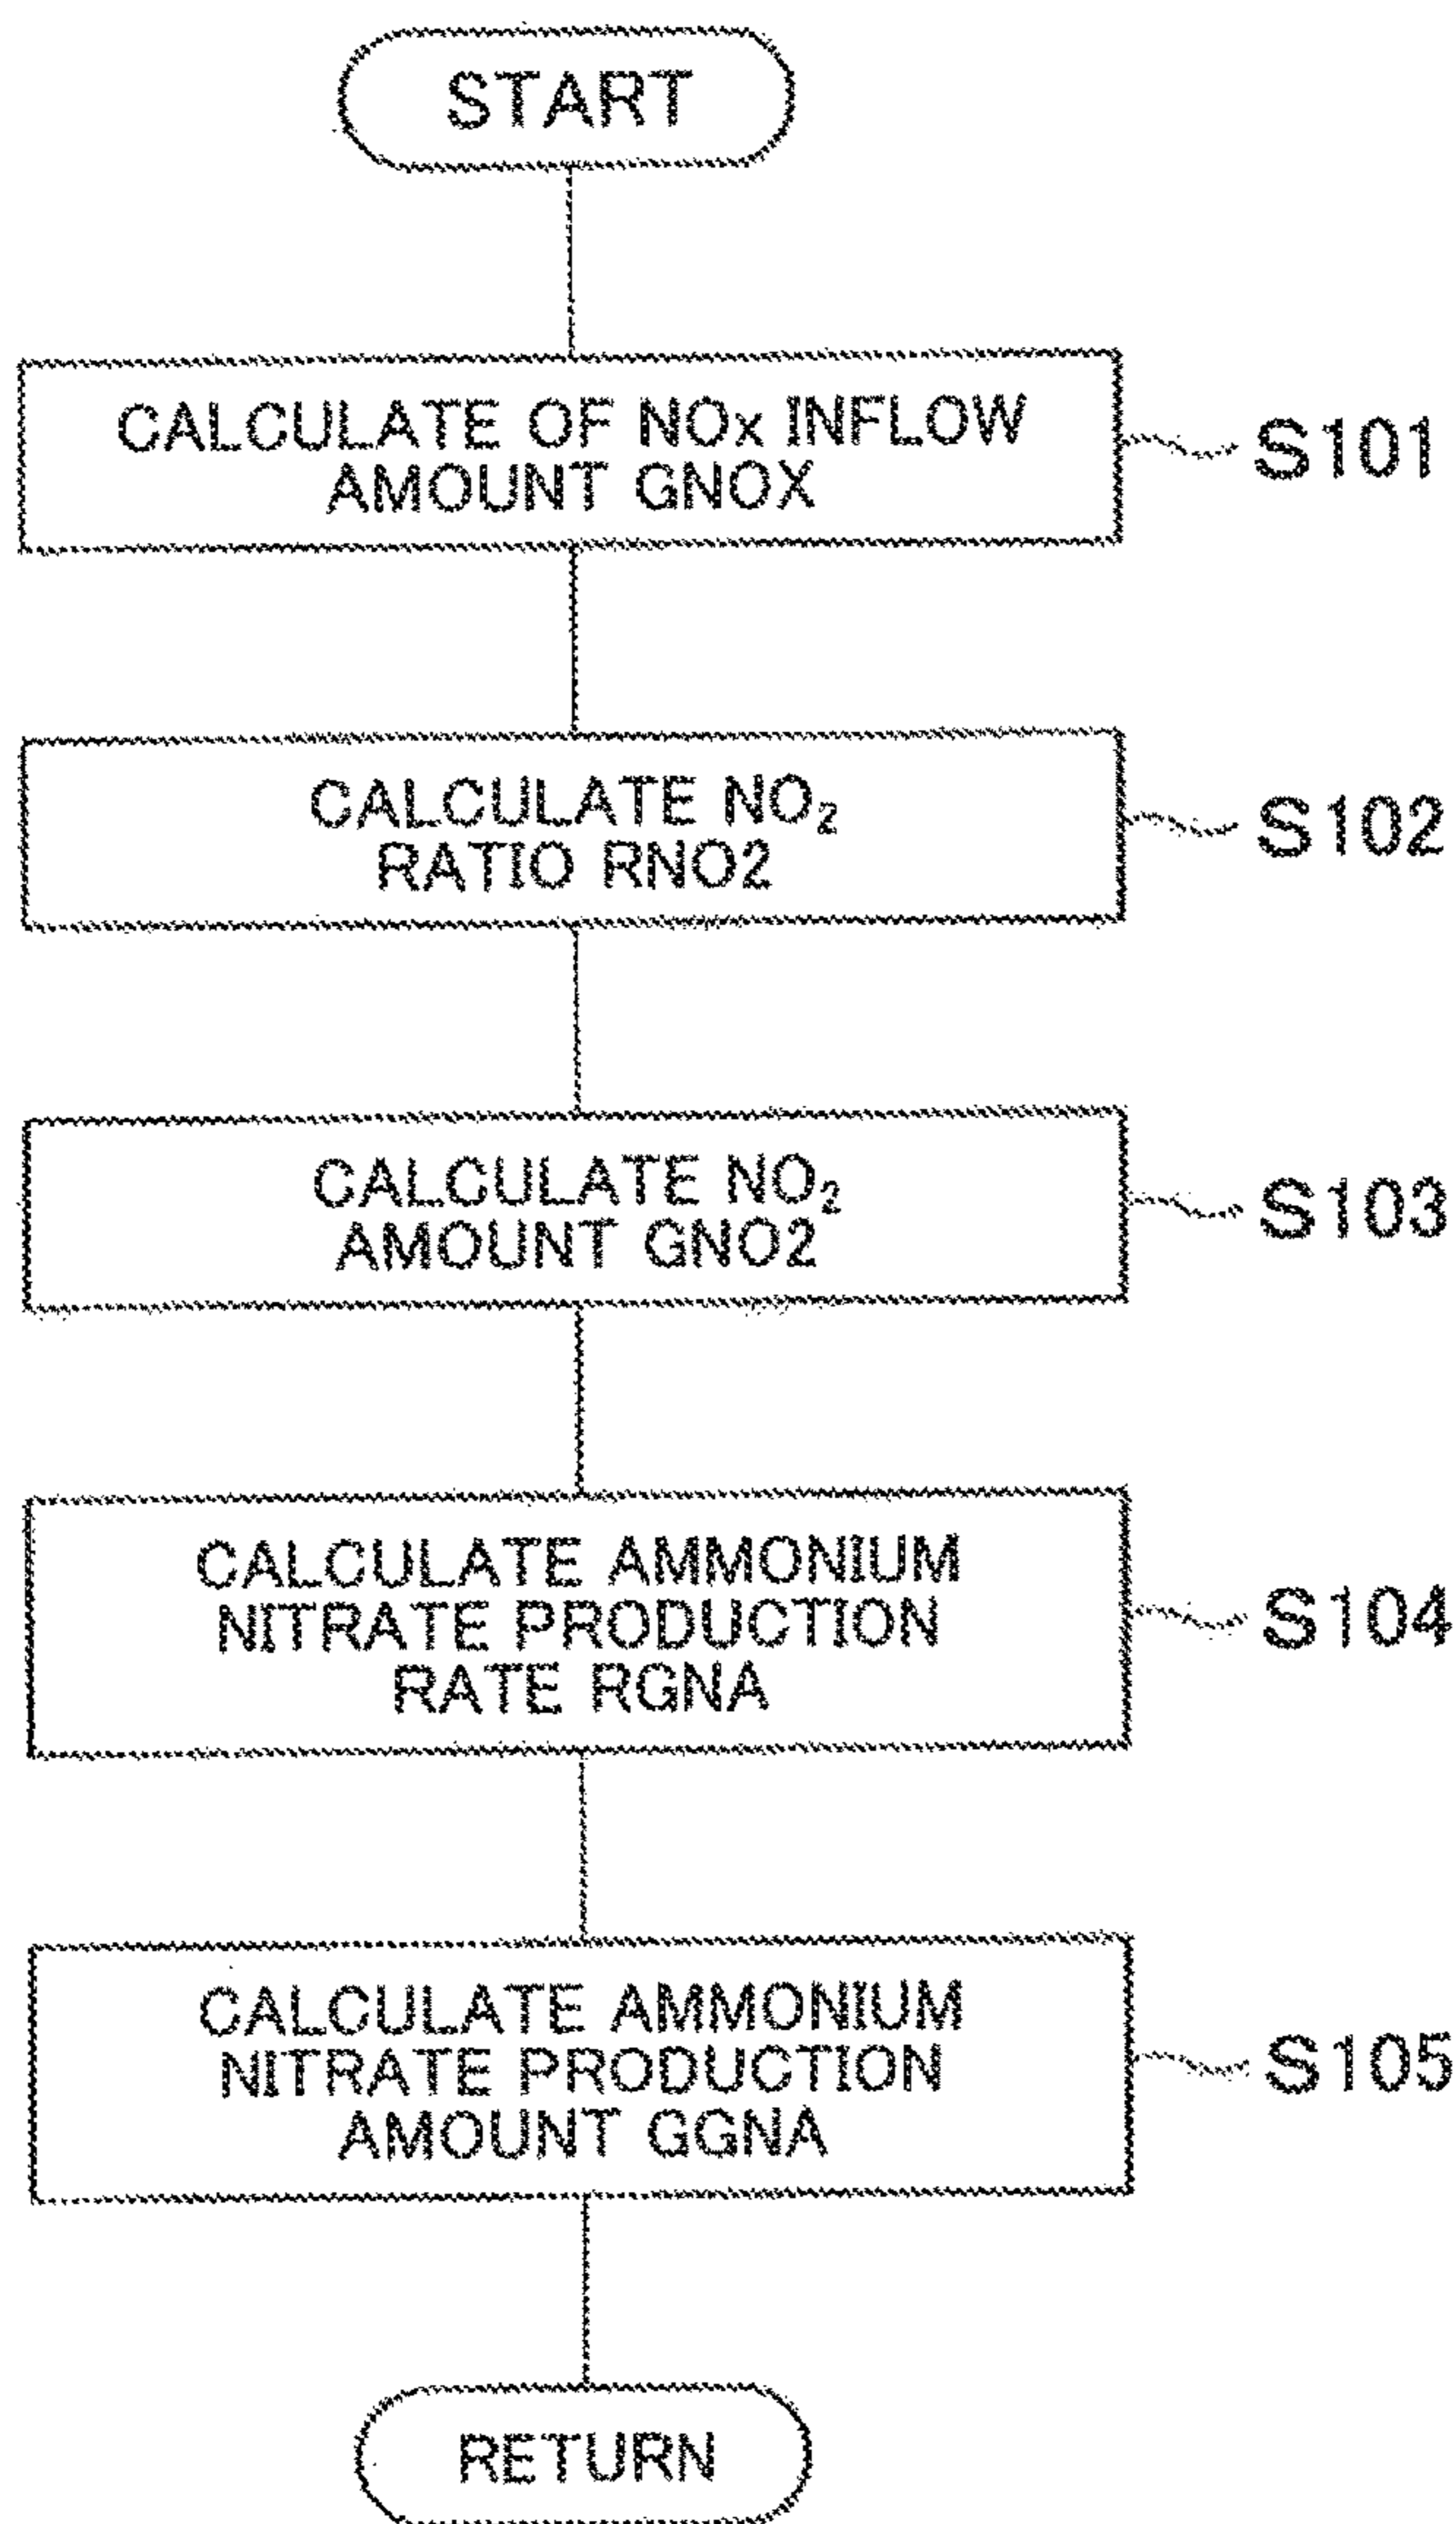 START
CALCULATE OF NOx INFLOW
AMOUNT GNOX
S101
CALCULATE NO₂
RATIO RNO2
S102
CALCULATE NO₂
AMOUNT GNO2
S103
CALCULATE AMMONIUM
NITRATE PRODUCTION
RATE RGNA
S104
CALCULATE AMMONIUM
NITRATE PRODUCTION
AMOUNT GGNA
S105
RETURN